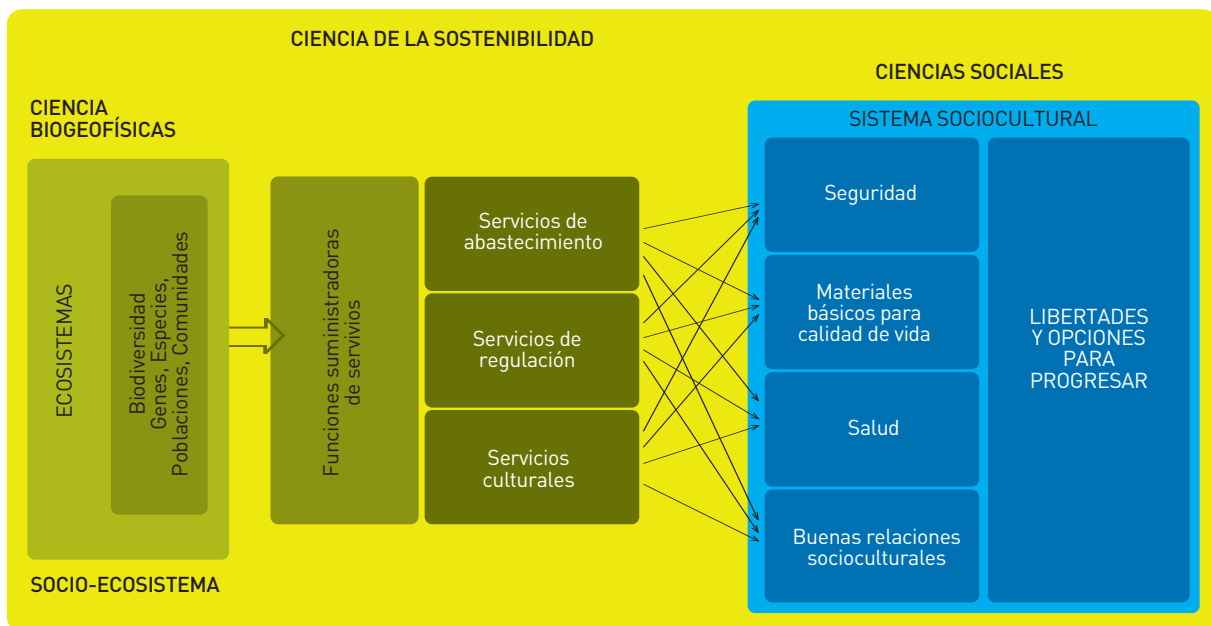 CIENCIA DE LA SOSTENIBILIDAD
CIENCIAS SOCIALES
CIENCIA
BIOGEOFÍSICAS
SISTEMA SOCIOCULTURAL
ECOSISTEMAS
Biodiversidad
Genes, Especies,
Poblaciones, Comunidades
Funciones suministradoras
de servivios
Servicios de
abastecimiento
Servicios de
regulación
Servicios
culturales
Seguridad
Materiales
básicos para
calidad de vida
Salud
Buenas relaciones
socioculturales
LIBERTADES
Y OPCIONES
PARA
PROGRESAR
SOCIO-ECOSISTEMA